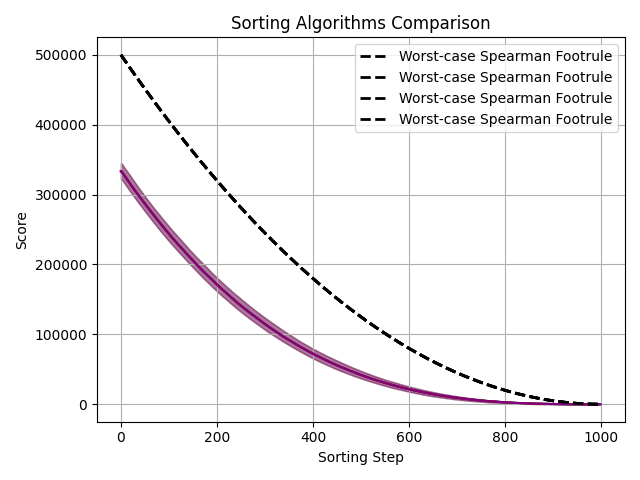 Sorting Algorithms Comparison
Worst-case Spearman Footrule
Worst-case Spearman Footrule
Worst-case Spearman Footrule
Worst-case Spearman Footrule
500000
400000
300000
200000
100000
0
Score
0 200 400 600 800 1000
Sorting Step